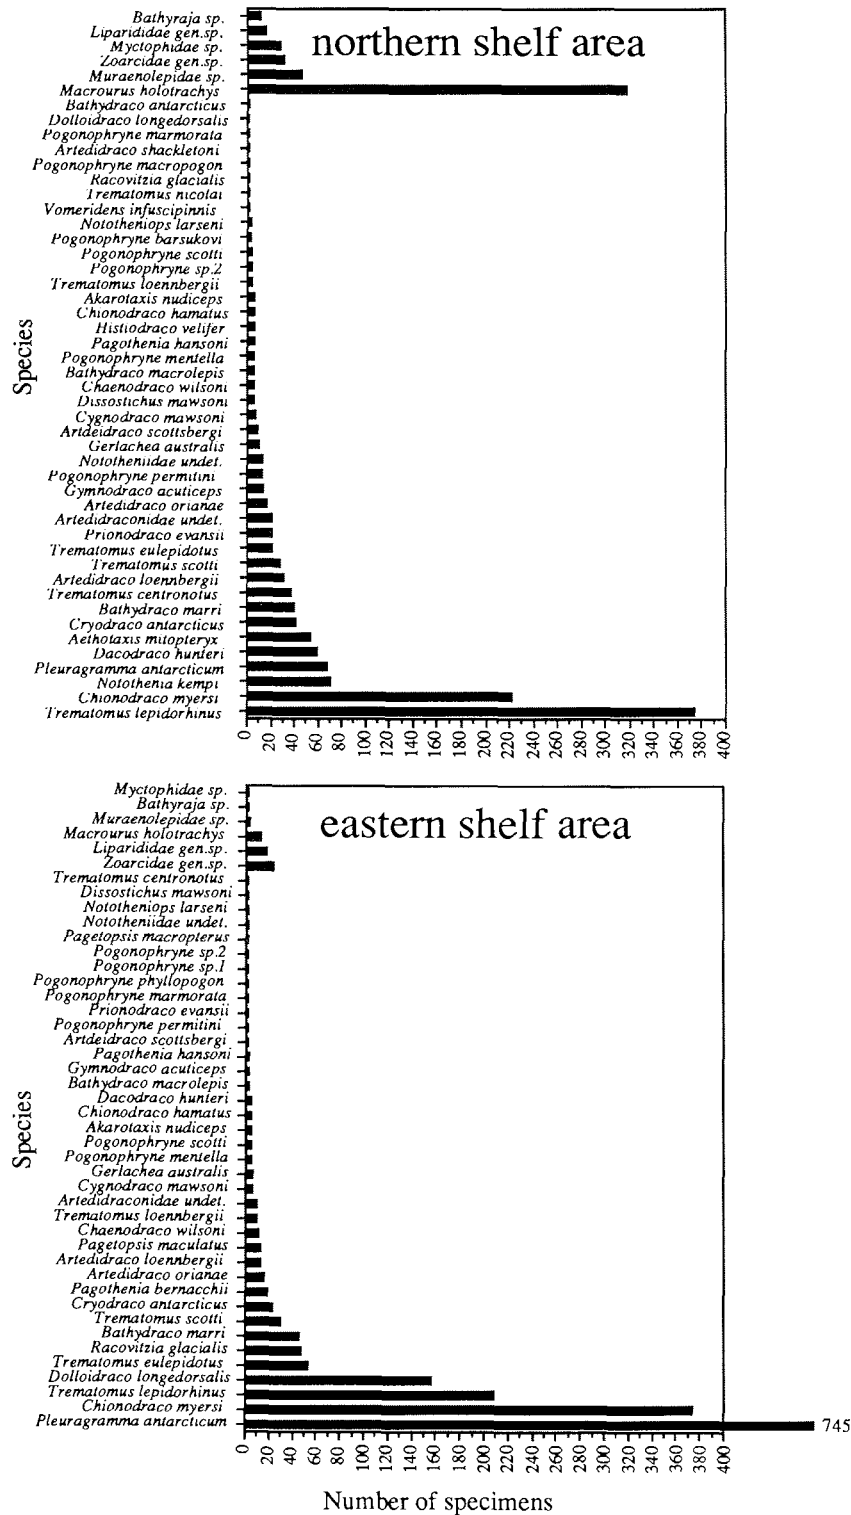 northern shelf area
Species
Bathyraja sp.
Liparididae gen.sp.
Myctophidae sp.
Zoarcidae gen.sp.
Muraenolepidae sp.
Macrourus holotrachys
Bathydraco antarcticus
Dolloidraco longedorsalis
Pogonophryne marmorata
Artedidraco shackletoni
Pogonophryne macropogon
Racovitzia glacialis
Trematomus nicolai
Vomeridens infuscipinnis
Nototheniops larseni
Pogonophryne barsukovi
Pogonophryne scotti
Pogonophryne sp.2
Trematomus loennbergii
Akarotaxis nudiceps
Chionodraco hamatus
Histiodraco velifer
Pagothenia hansoni
Pogonophryne mentella
Bathydraco macrolepis
Chaenodraco wilsoni
Dissostichus mawsoni
Cygnodraco mawsoni
Artdeidraco scottsbergi
Gerlachea australis
Nototheniidae undet.
Pogonophryne permitini
Gymnodraco acuticeps
Artedidraco orianae
Artedidraconidae undet.
Prionodraco evansii
Trematomus eulepidotus
Trematomus scotti
Artedidraco loennbergii
Trematomus centronotus
Bathydraco marri
Cryodraco antarcticus
Aethotaxis mitopteryx
Dacodraco hunteri
Pleuragramma antarcticum
Notothenia kempi
Chionodraco myersi
Trematomus lepidorhinus
0 20 40 60 80 100 120 140 160 180 200 220 240 260 280 300 320 340 360 380 400
eastern shelf area
Species
Myctophidae sp.
Bathyraja sp.
Muraenolepidae sp.
Macrourus holotrachys
Liparididae gen.sp.
Zoarcidae gen.sp.
Trematomus centronotus
Dissostichus mawsoni
Nototheniops larseni
Nototheniidae undet.
Pagetopsis macropterus
Pogonophryne sp.2
Pogonophryne sp.1
Pogonophryne phyllopogon
Pogonophryne marmorata
Prionodraco evansii
Pogonophryne permitini
Artdeidraco scottsbergi
Pagothenia hansoni
Gymnodraco acuticeps
Bathydraco macrolepis
Dacodraco hunteri
Chionodraco hamatus
Akarotaxis nudiceps
Pogonophryne scotti
Pogonophryne mentella
Gerlachea australis
Cygnodraco mawsoni
Artedidraconidae undet.
Trematomus loennbergii
Chaenodraco wilsoni
Pagetopsis maculatus
Artedidraco loennbergii
Artedidraco orianae
Pagothenia bernacchii
Cryodraco antarcticus
Trematomus scotti
Bathydraco marri
Racovitzia glacialis
Trematomus eulepidotus
Dolloidraco longedorsalis
Trematomus lepidorhinus
Chionodraco myersi
Pleuragramma antarcticum
745
0 20 40 60 80 100 120 140 160 180 200 220 240 260 280 300 320 340 360 380 400
Number of specimens